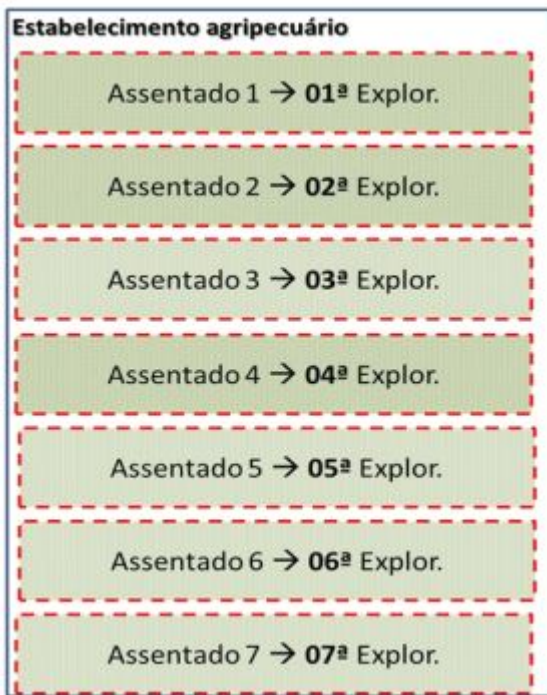 Estabelecimento agripecuário
Assentado 1 → 01ª Explor.
Assentado 2 → 02ª Explor.
Assentado 3 → 03ª Explor.
Assentado 4 → 04ª Explor.
Assentado 5 → 05ª Explor.
Assentado 6 → 06ª Explor.
Assentado 7 → 07ª Explor.